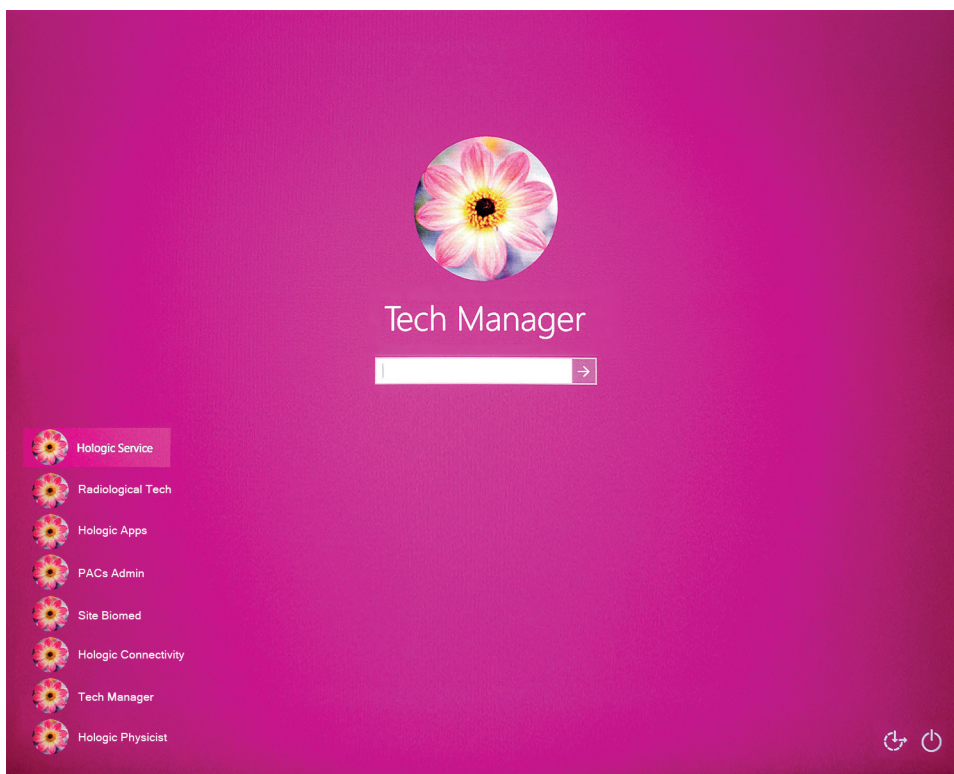 Tech Manager
Hologic Service
Radiological Tech
Hologic Apps
PACs Admin
Site Biomed
Hologic Connectivity
Tech Manager
Hologic Physicist